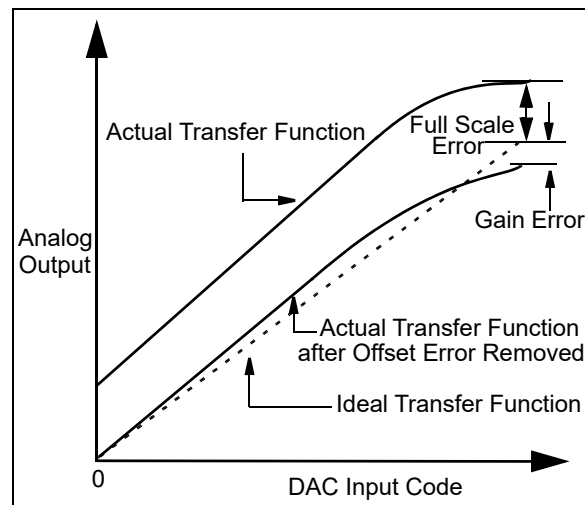 Actual Transfer Function
Full Scale
Error
Gain Error
Analog
Output
Actual Transfer Function
after Offset Error Removed
Ideal Transfer Function
0
DAC Input Code